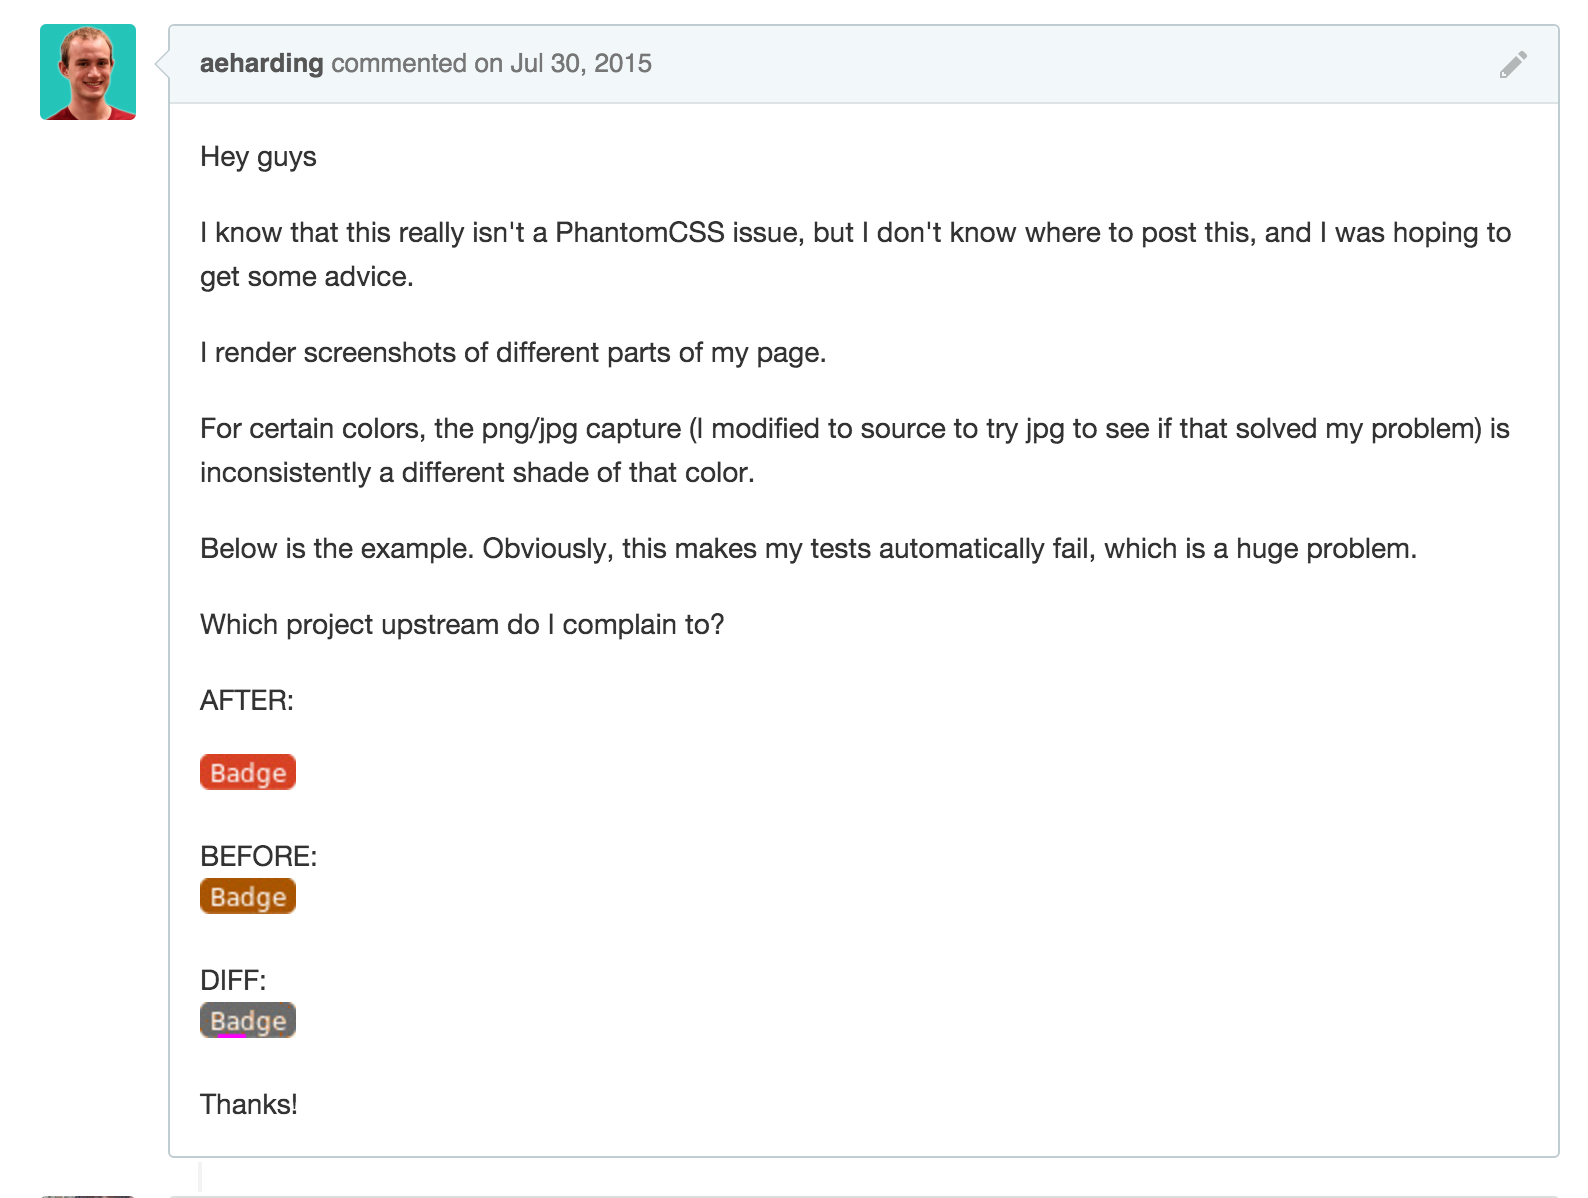 aeharding commented on Jul 30, 2015
Hey guys
I know that this really isn't a PhantomCSS issue, but I don't know where to post this, and I was hoping to
get some advice.
I render screenshots of different parts of my page.
For certain colors, the png/jpg capture (I modified to source to try jpg to see if that solved my problem) is
inconsistently a different shade of that color.
Below is the example. Obviously, this makes my tests automatically fail, which is a huge problem.
Which project upstream do I complain to?
AFTER:
Badge
BEFORE:
Badge
DIFF:
Badge
Thanks!